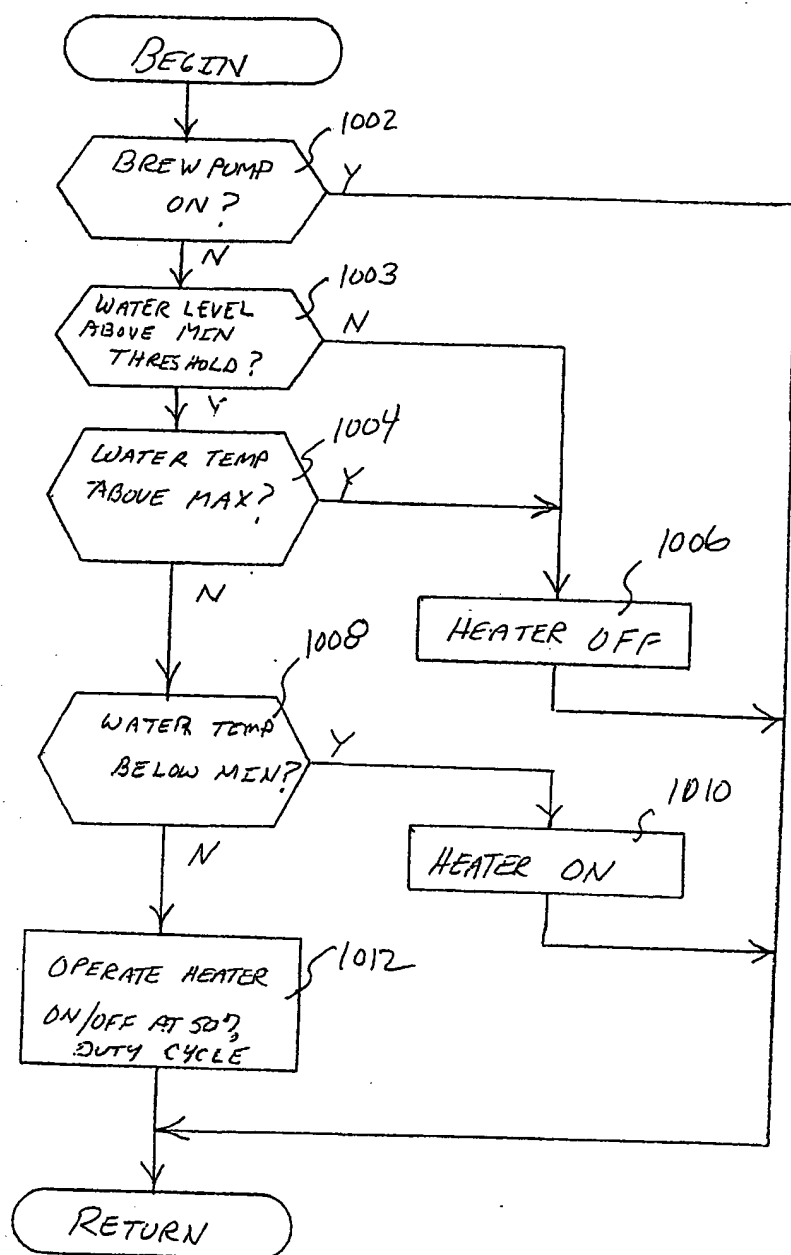 BEGIN
1002
BREW PUMP
ON?
Y
N
1003
WATER LEVEL
ABOVE MIN
THRESHOLD?
N
Y
1004
WATER TEMP
ABOVE MAX?
Y
N
1006
HEATER OFF
1008
WATER TEMP
BELOW MIN?
Y
N
1010
HEATER ON
1012
OPERATE HEATER
ON/OFF AT 50%
DUTY CYCLE
RETURN